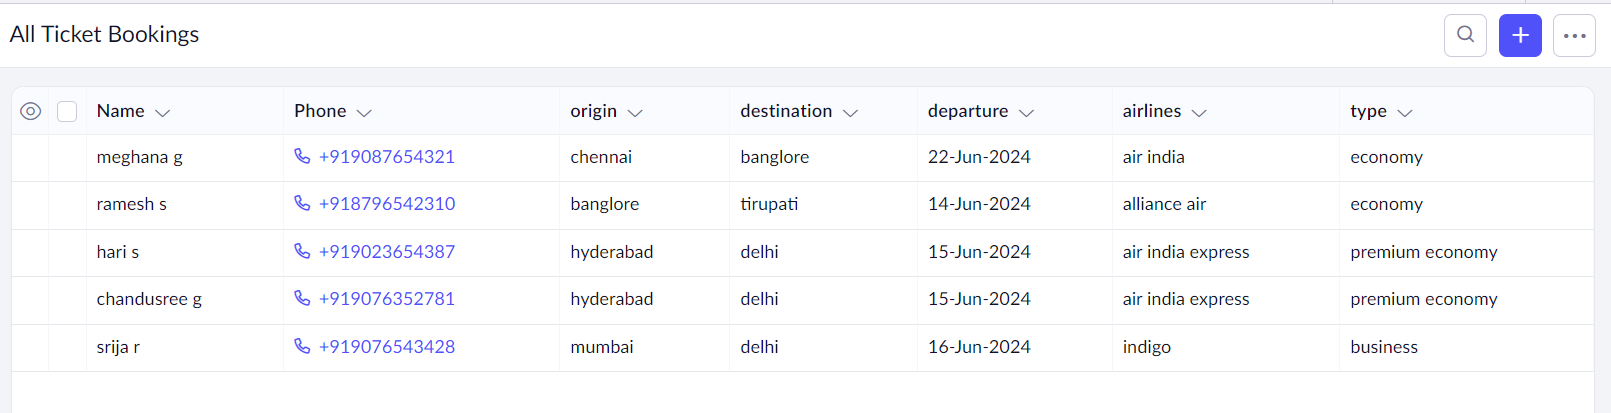 All Ticket Bookings
Name Phone origin destination departure airlines type
meghana g +919087654321 chennai banglore 22-Jun-2024 air india economy
ramesh s +918796542310 banglore tirupati 14-Jun-2024 alliance air economy
hari s +919023654387 hyderabad delhi 15-Jun-2024 air india express premium economy
chandusree g +919076352781 hyderabad delhi 15-Jun-2024 air india express premium economy
srija r +919076543428 mumbai delhi 16-Jun-2024 indigo business